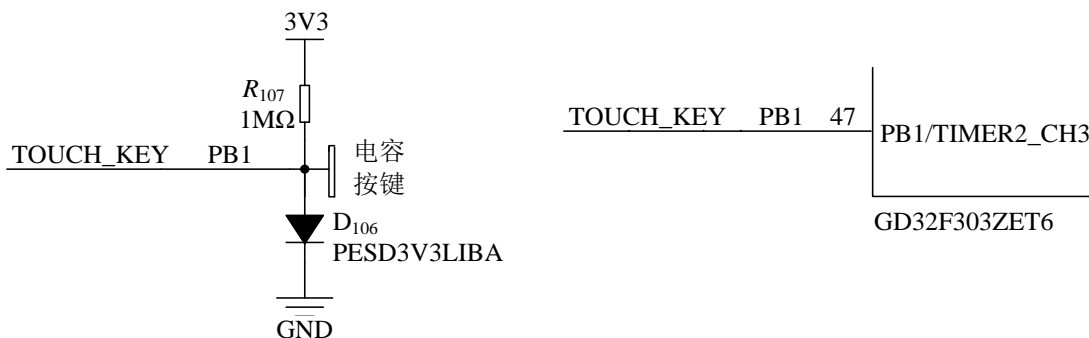 3V3
R107
1MΩ
TOUCH_KEY PB1
电容
按键
D106
PESD3V3LIBA
GND
TOUCH_KEY PB1 47
PB1/TIMER2_CH3
GD32F303ZET6